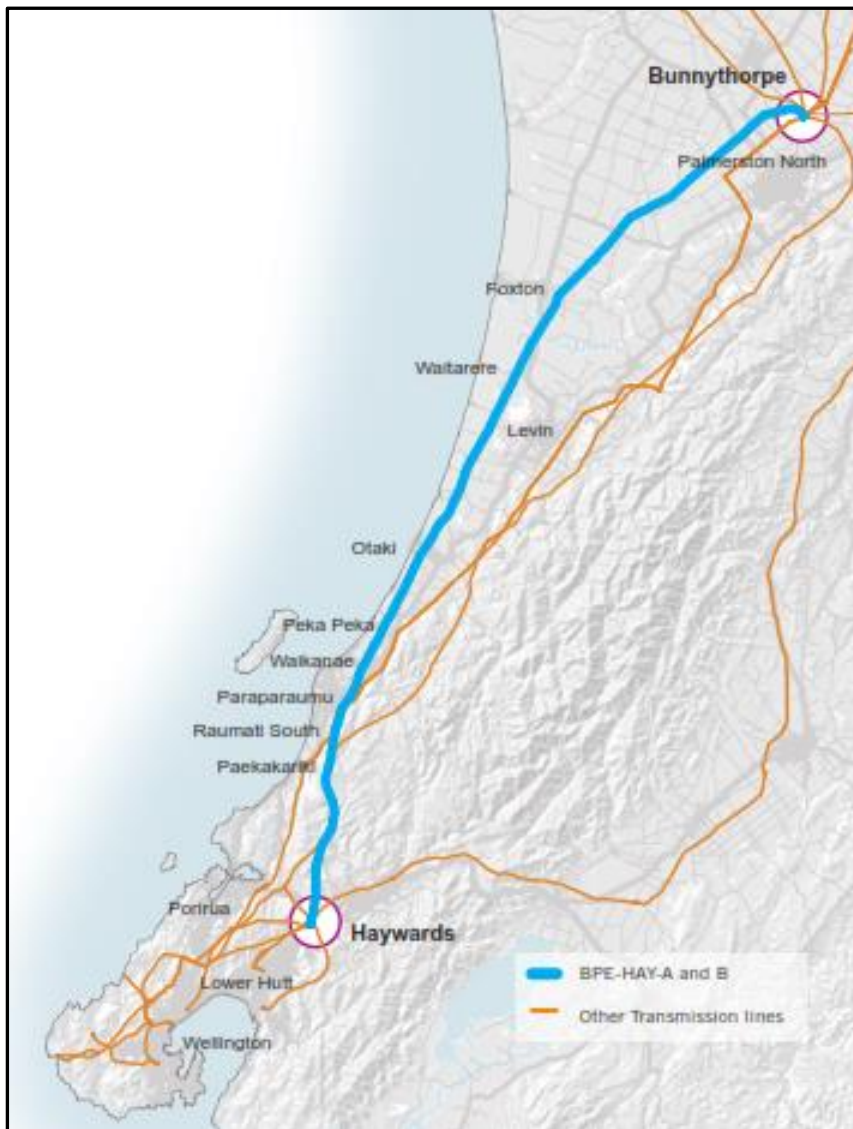 Bunnythorpe
Palmerston North
Foxton
Waitarere
Levin
Otaki
Peka Peka
Waikanae
Paraparaumu
Raumati South
Paekakariki
Porirua
Haywards
BPE-HAY-A and B
Lower Hutt
Other Transmission lines
Wellington